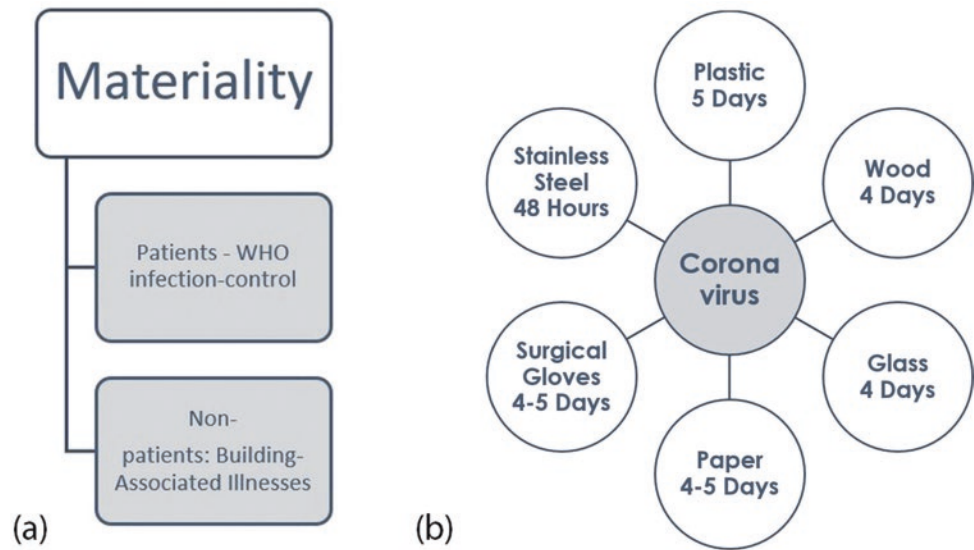 Materiality
Patients - WHO
infection-control
Non-
patients: Building-
Associated Illnesses
(a)
Plastic
5 Days
Stainless
Steel
48 Hours
Wood
4 Days
Corona
virus
Surgical
Gloves
4-5 Days
Glass
4 Days
Paper
4-5 Days
(b)